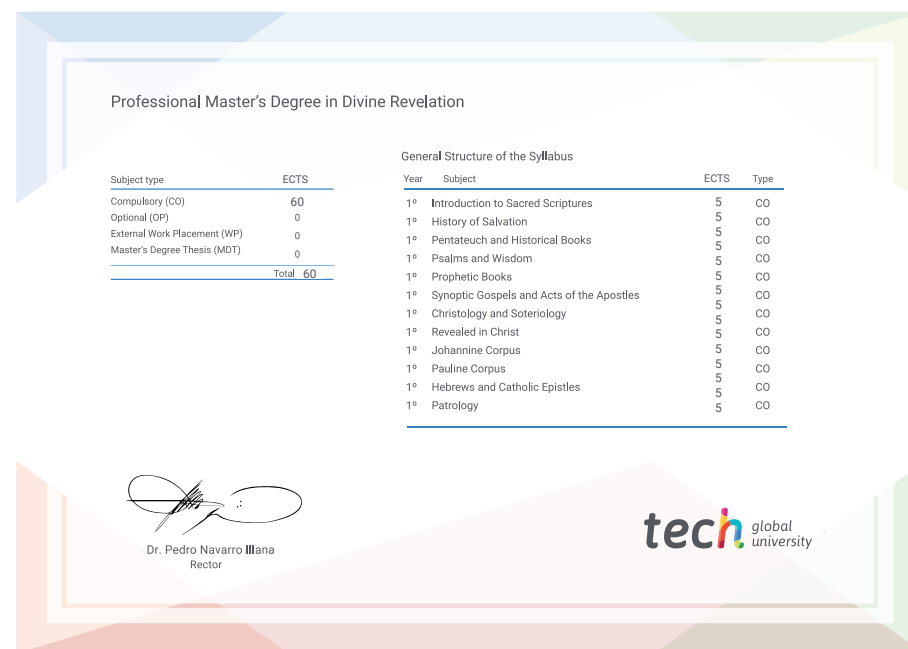 Professional Master's Degree in Divine Revelation
Subject type ECTS
Compulsory (CO) 60
Optional (OP) 0
External Work Placement (WP) 0
Master's Degree Thesis (MDT) 0
Total 60
General Structure of the Syllabus
Year Subject ECTS Type
1º Introduction to Sacred Scriptures 5 CO
1º History of Salvation 5 CO
1º Pentateuch and Historical Books 5 CO
1º Psalms and Wisdom 5 CO
1º Prophetic Books 5 CO
1º Synoptic Gospels and Acts of the Apostles 5 CO
1º Christology and Soteriology 5 CO
1º Revealed in Christ 5 CO
1º Johannine Corpus 5 CO
1º Pauline Corpus 5 CO
1º Hebrews and Catholic Epistles 5 CO
1º Patrology 5 CO
Dr. Pedro Navarro Illana
Rector
tech global university